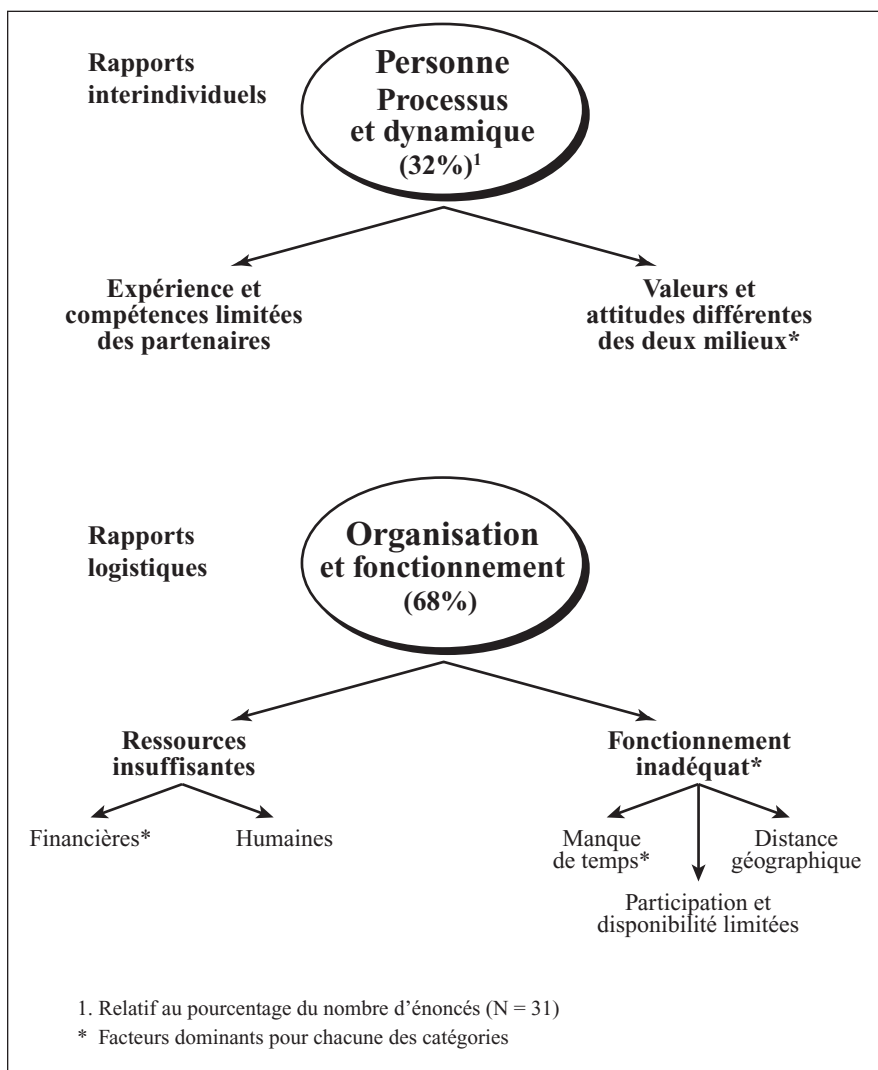 Rapports
interindividuels
Personne
Processus
et dynamique
(32%)¹
Expérience et
compétences limitées
des partenaires
Valeurs et
attitudes différentes
des deux milieux*
Rapports
logistiques
Organisation
et fonctionnement
(68%)
Ressources
insuffisantes
Fonctionnement
inadéquat*
Financières*
Humaines
Manque
de temps*
Distance
géographique
Participation et
disponibilité limitées
1. Relatif au pourcentage du nombre d’énoncés (N = 31)
* Facteurs dominants pour chacune des catégories